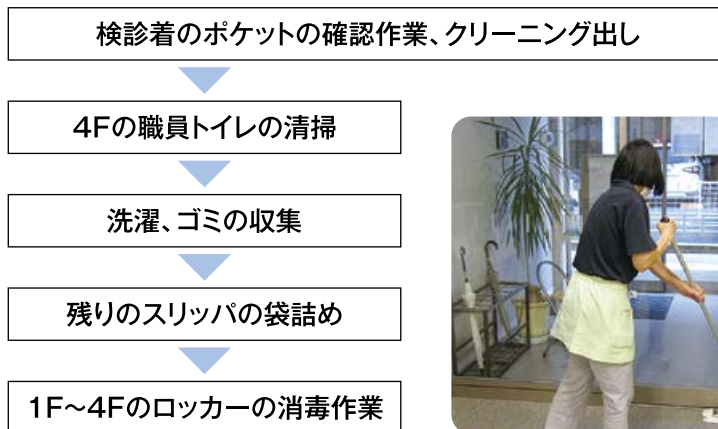 検診着のポケットの確認作業、クリーニング出し
4Fの職員トイレの清掃
洗濯、ゴミの収集
残りのスリッパの袋詰め
1F～4Fのロッカーの消毒作業